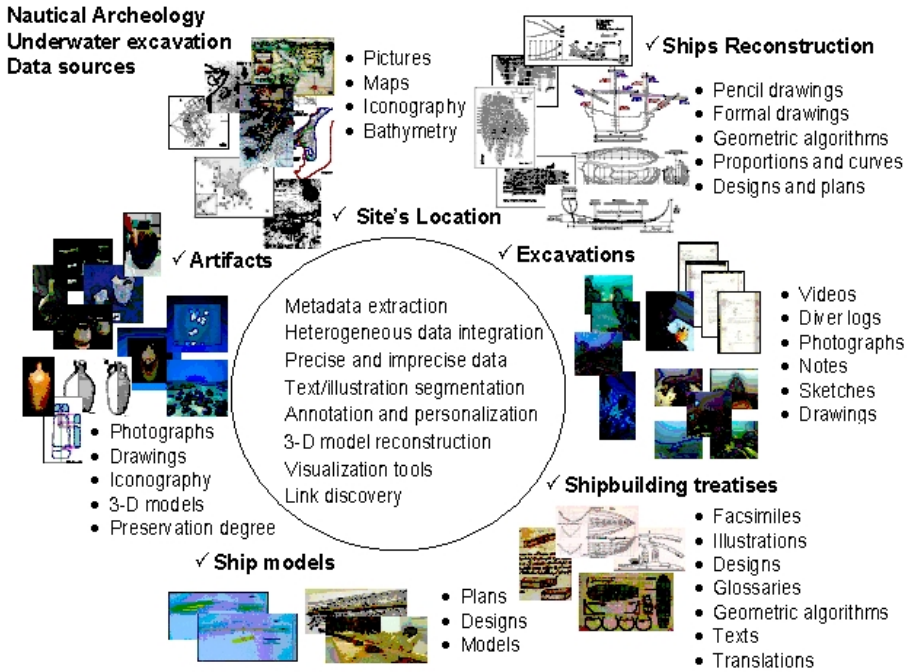 Nautical Archeology
Underwater excavation
Data sources
• Pictures
• Maps
• Iconography
• Bathymetry
✓ Site's Location
✓ Ships Reconstruction
• Pencil drawings
• Formal drawings
• Geometric algorithms
• Proportions and curves
• Designs and plans
✓ Artifacts
• Photographs
• Drawings
• Iconography
• 3-D models
• Preservation degree
Metadata extraction
Heterogeneous data integration
Precise and imprecise data
Text/illustration segmentation
Annotation and personalization
3-D model reconstruction
Visualization tools
Link discovery
✓ Excavations
• Videos
• Diver logs
• Photographs
• Notes
• Sketches
• Drawings
✓ Ship models
• Plans
• Designs
• Models
✓ Shipbuilding treatises
• Facsimiles
• Illustrations
• Designs
• Glossaries
• Geometric algorithms
• Texts
• Translations